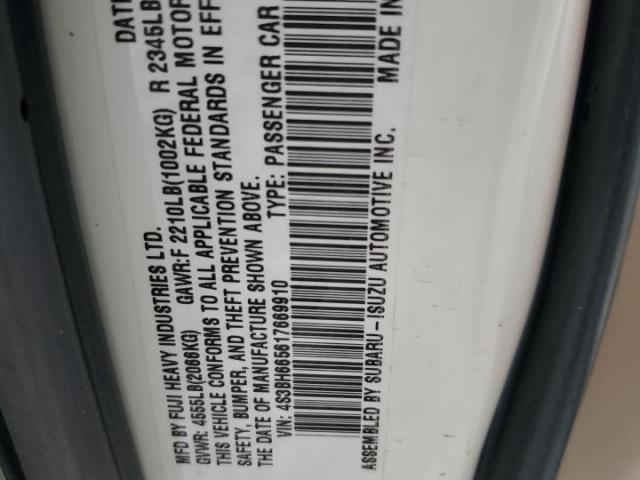 DATE
MFD BY FUJI HEAVY INDUSTRIES LTD.
GVWR: 4555LB(2066KG) GAWR:F 2210LB(1002KG) R 2345LB
THIS VEHICLE CONFORMS TO ALL APPLICABLE FEDERAL MOTOR
SAFETY, BUMPER, AND THEFT PREVENTION STANDARDS IN EFF
THE DATE OF MANUFACTURE SHOWN ABOVE.
VIN: 4S3BH665617669910 TYPE: PASSENGER CAR
ASSEMBLED BY SUBARU-ISUZU AUTOMOTIVE INC. MADE IN